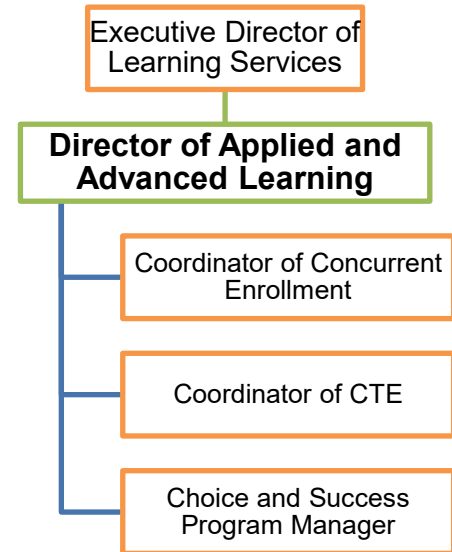 Executive Director of
Learning Services
Director of Applied and
Advanced Learning
Coordinator of Concurrent
Enrollment
Coordinator of CTE
Choice and Success
Program Manager